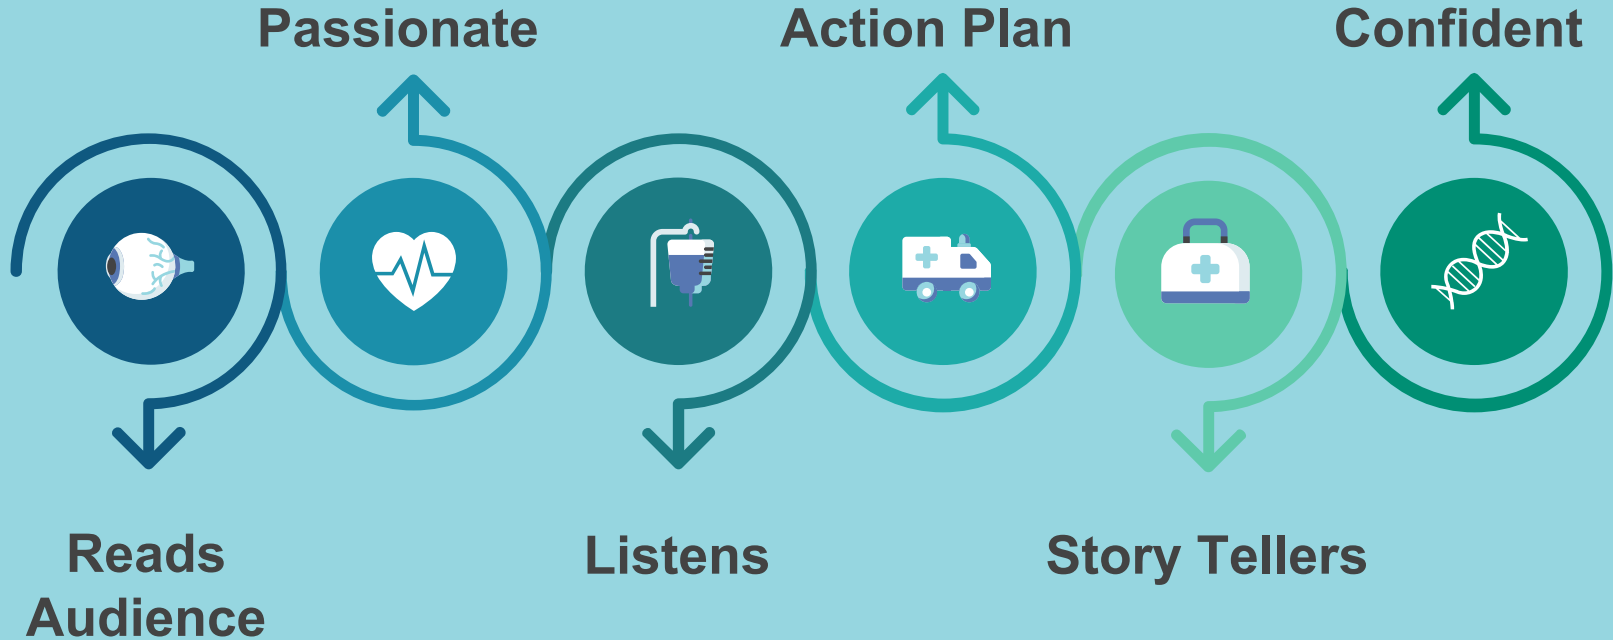 Passionate
Action Plan
Confident
Reads
Audience
Listens
Story Tellers